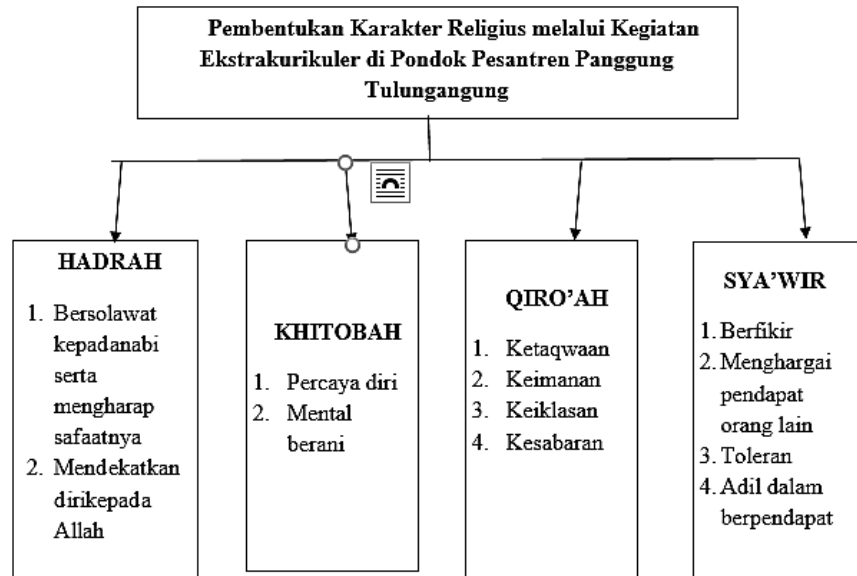 Pembentukan Karakter Religius melalui Kegiatan
Ekstrakurikuler di Pondok Pesantren Panggung
Tulungangung
HADRAH
1. Bersolawat
kepadanabi
serta
mengharap
safaatnya
2. Mendekatkan
dirikepada
Allah
KHITOBAH
1. Percaya diri
2. Mental
berani
QIRO’AH
1. Ketaqwaan
2. Keimanan
3. Keiklasan
4. Kesabaran
SYA’WIR
1. Berfikir
2. Menghargai
pendapat
orang lain
3. Toleran
4. Adil dalam
berpendapat